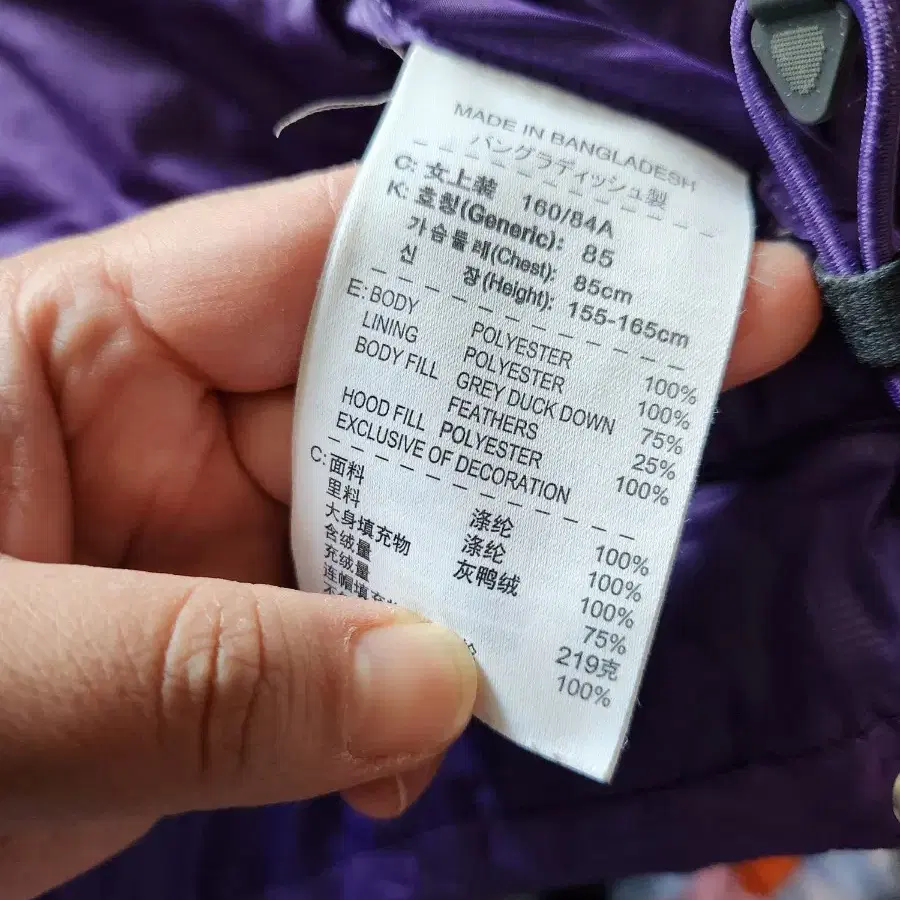 MADE IN BANGLADESH
バングラディッシュ製
C: 女上装 160/84A
K: 호칭(Generic): 85
가슴둘레(Chest): 85cm
신 장(Height): 155-165cm
E: BODY POLYESTER 100%
LINING POLYESTER 100%
BODY FILL GREY DUCK DOWN 75%
FEATHERS 25%
HOOD FILL POLYESTER 100%
EXCLUSIVE OF DECORATION
C: 面料 涤纶 100%
里料 涤纶 100%
大身填充物 灰鸭绒 100%
含绒量 75%
充绒量 219克
连帽填充 100%